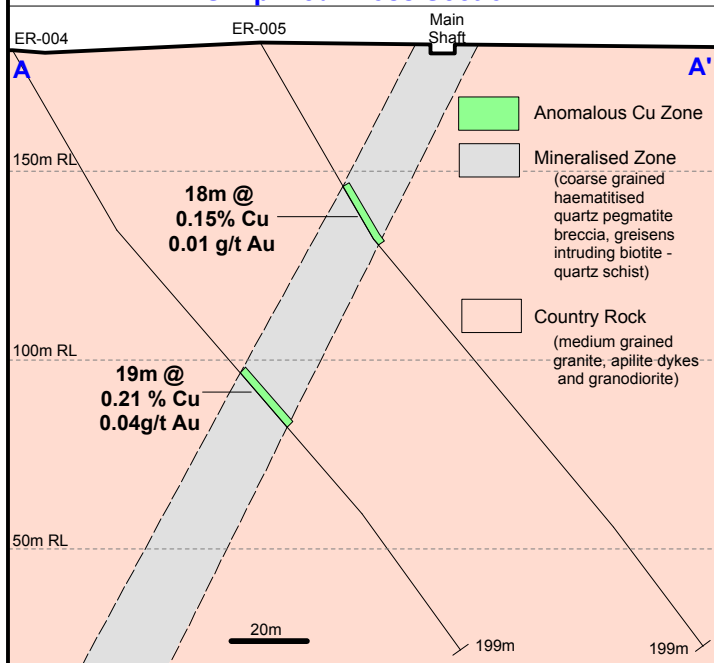 ER-004
ER-005
Main
Shaft
A
A'
Anomalous Cu Zone
150m RL
Mineralised Zone
(coarse grained
haematitised
quartz pegmatite
breccia, greisens
intruding biotite -
quartz schist)
18m @
0.15% Cu
0.01 g/t Au
Country Rock
(medium grained
granite, apilite dykes
and granodiorite)
100m RL
19m @
0.21 % Cu
0.04g/t Au
50m RL
20m
199m
199m